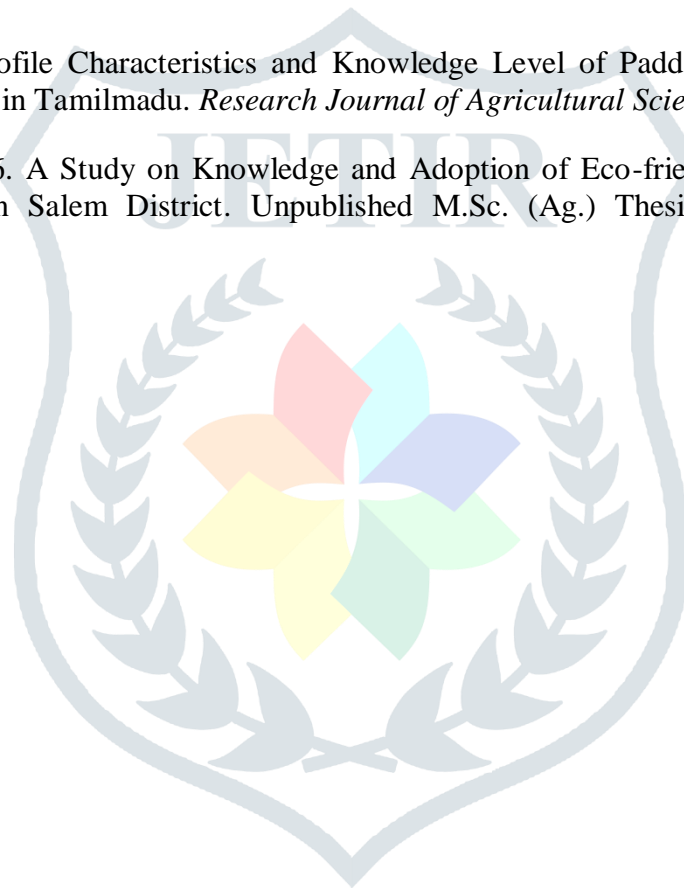 ofile Characteristics and Knowledge Level of Padd
in Tamilmadu. Research Journal of Agricultural Scie
JETIR
. A Study on Knowledge and Adoption of Eco-frie
Salem District. Unpublished M.Sc. (Ag.) Thesi